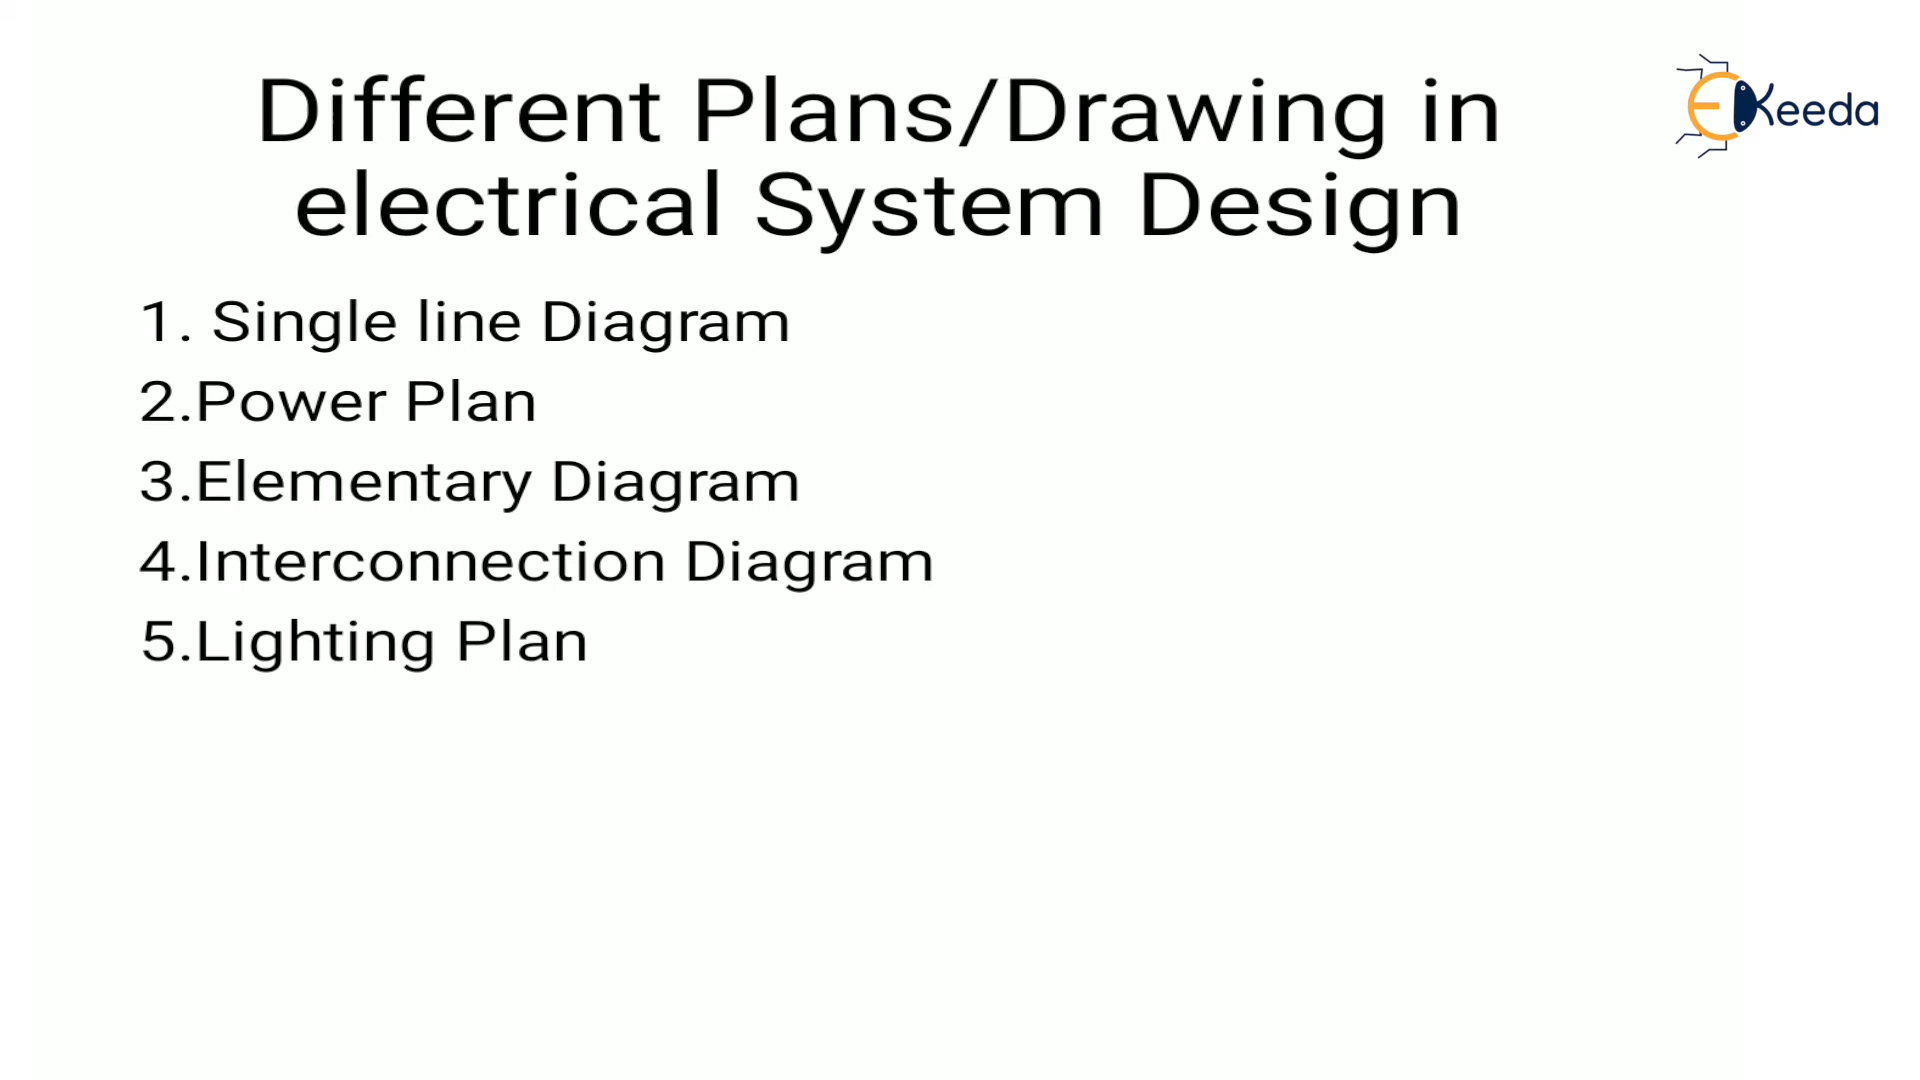 Different Plans/Drawing in
electrical System Design
EKeeda
1. Single line Diagram
2.Power Plan
3.Elementary Diagram
4.Interconnection Diagram
5.Lighting Plan